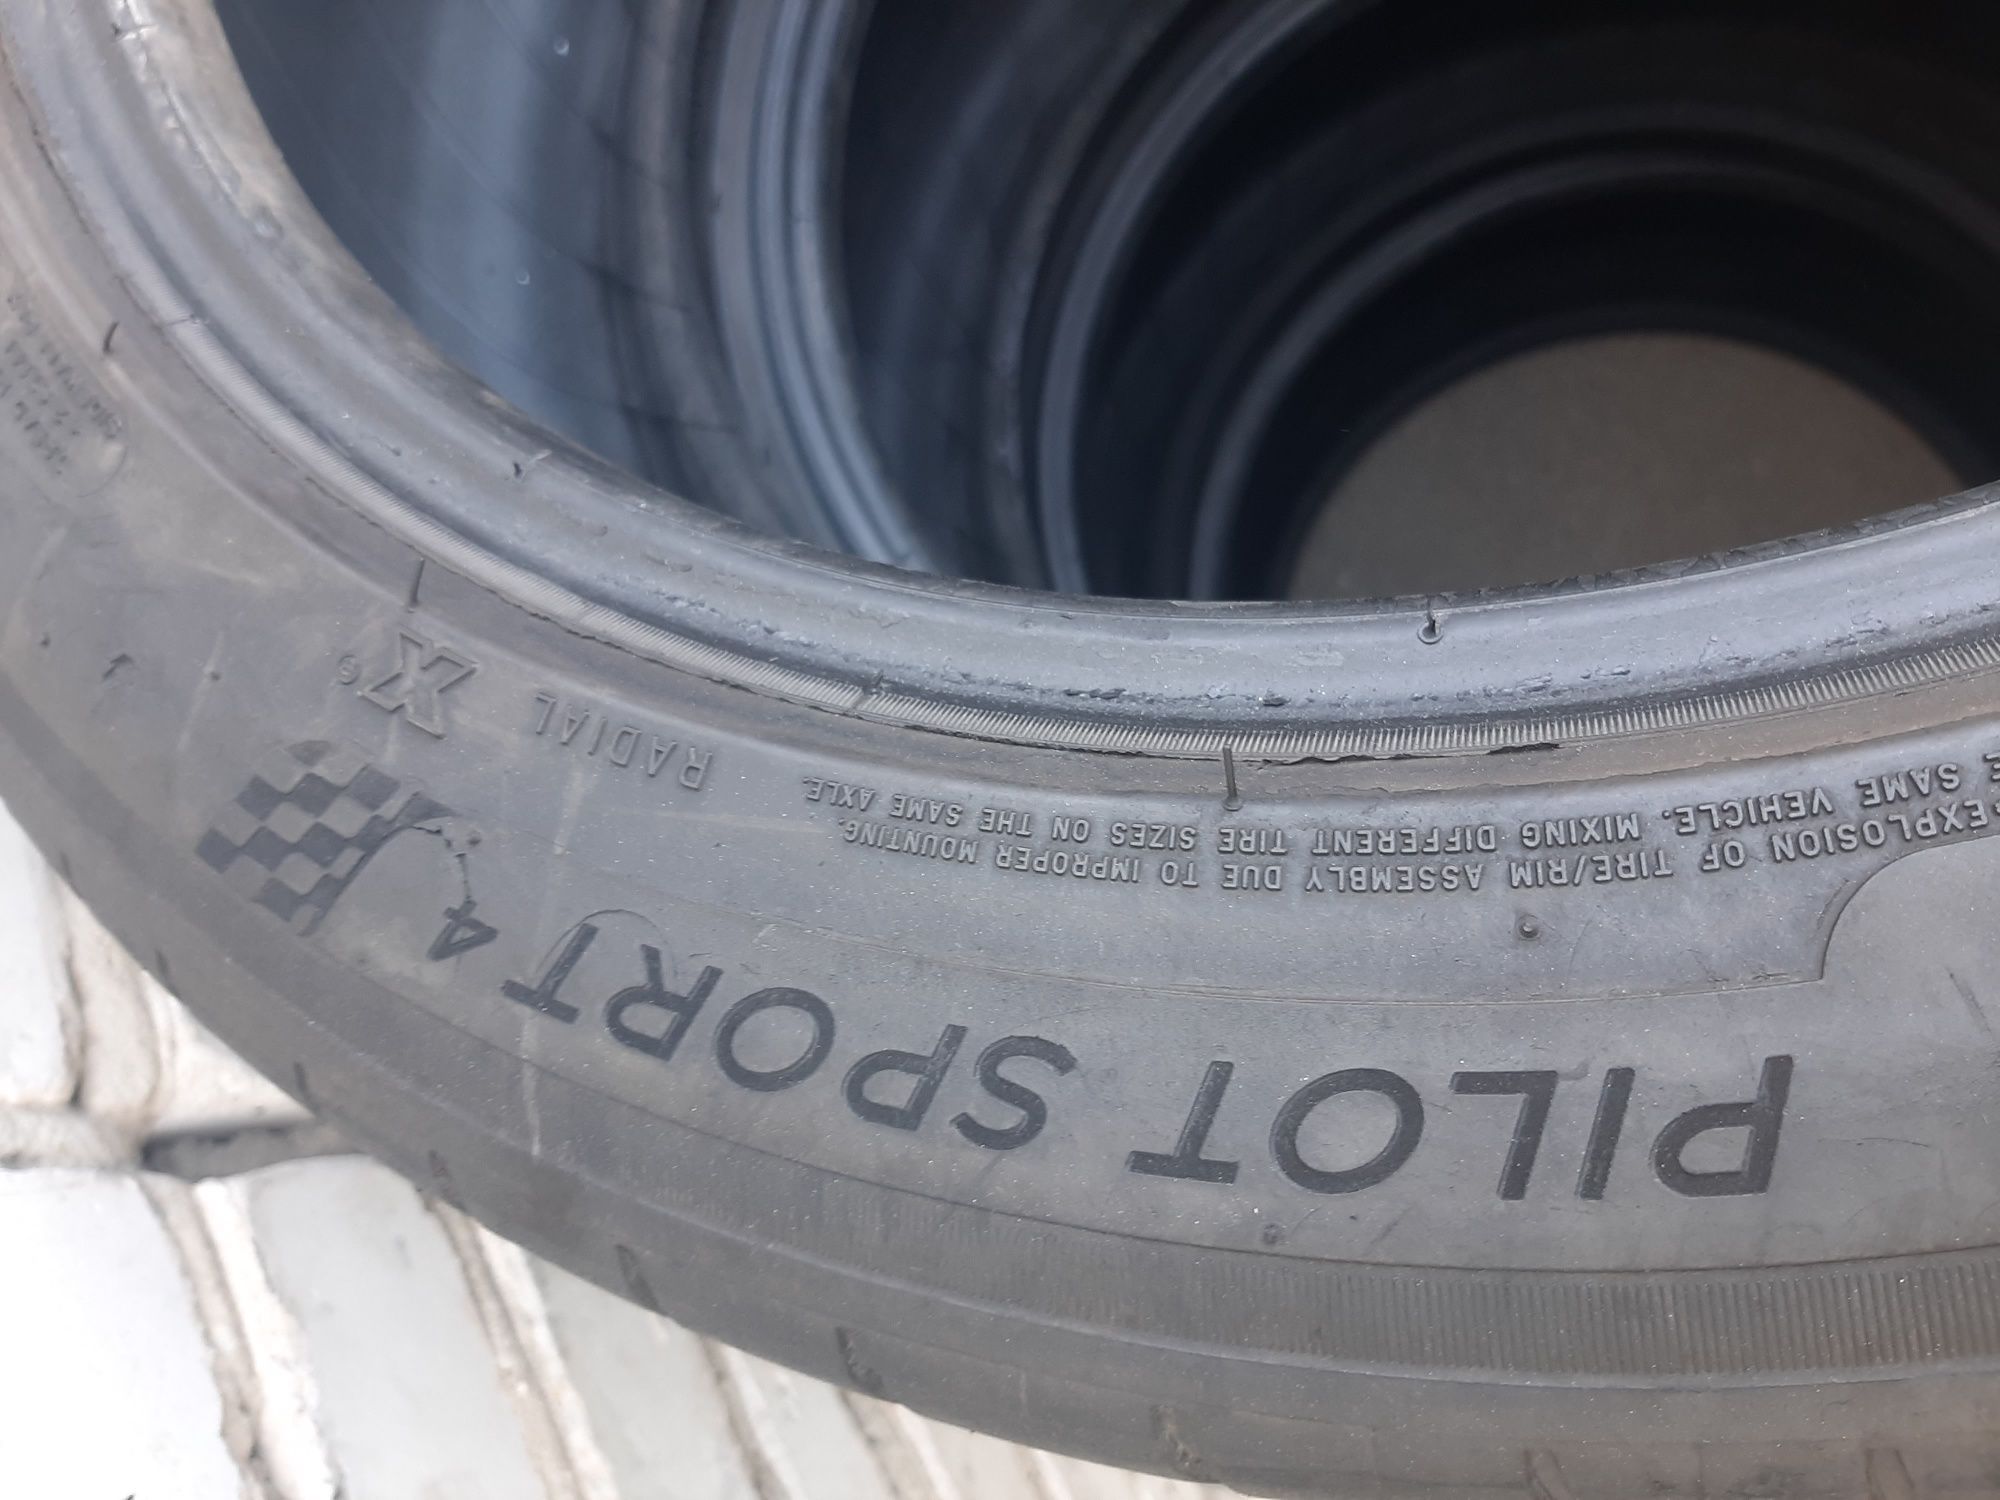 E SAME VEHICLE. MIXING DIFFERENT TIRE SIZES ON THE SAME AXLE.
EXPLOSION OF TIRE/RIM ASSEMBLY DUE TO IMPROPER MOUNTING.
RADIAL X
PILOT SPORT 4